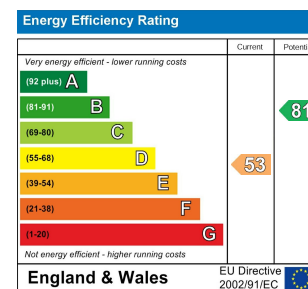 Energy Efficiency Rating
Current Potenti
Very energy efficient - lower running costs
(92 plus) A
(81-91) B
81
(69-80) C
(55-68) D
53
(39-54) E
(21-38) F
(1-20) G
Not energy efficient - higher running costs
England & Wales
EU Directive
2002/91/EC